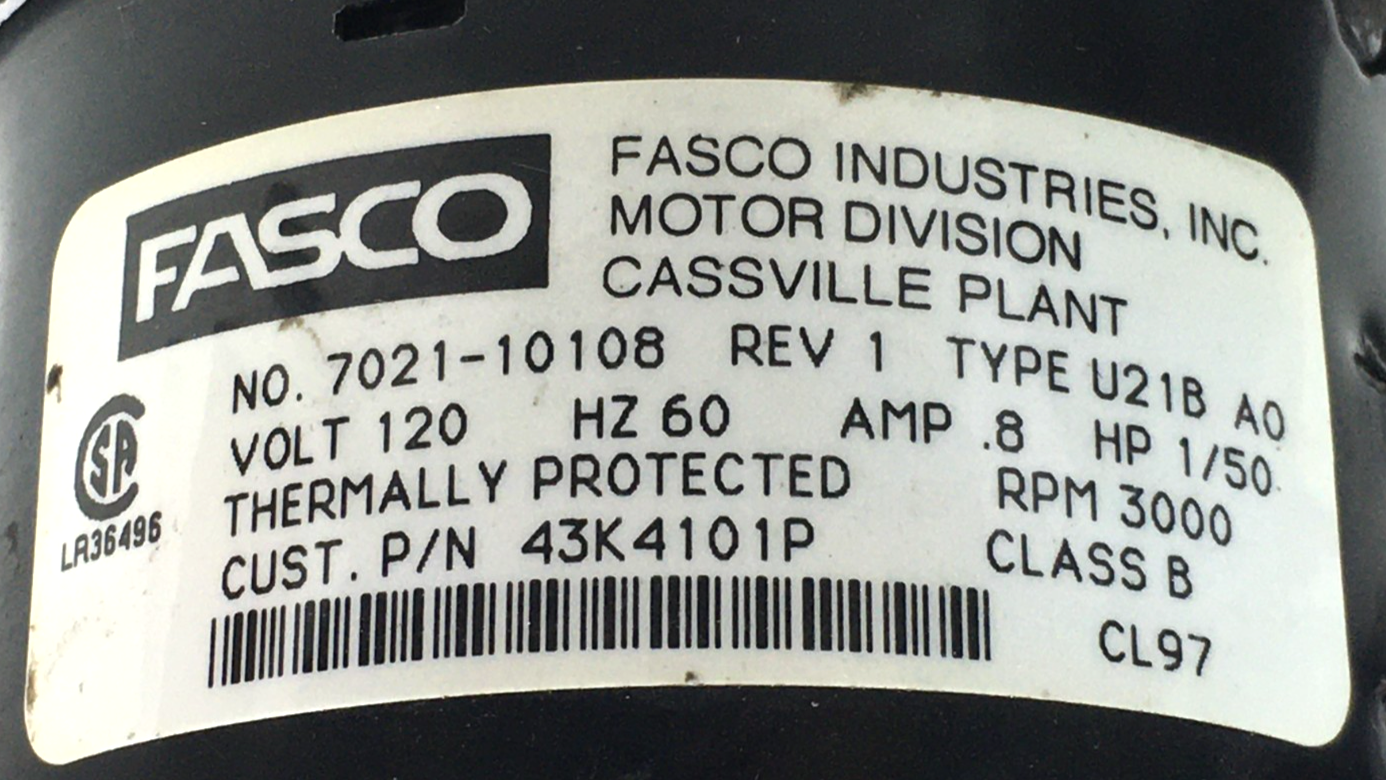 FASCO
FASCO INDUSTRIES, INC.
MOTOR DIVISION
CASSVILLE PLANT
NO. 7021-10108 REV 1 TYPE U21B A0
VOLT 120 HZ 60 AMP .8 HP 1/50
THERMALLY PROTECTED RPM 3000
CUST. P/N 43K4101P CLASS B
SA
LR36496
CL97